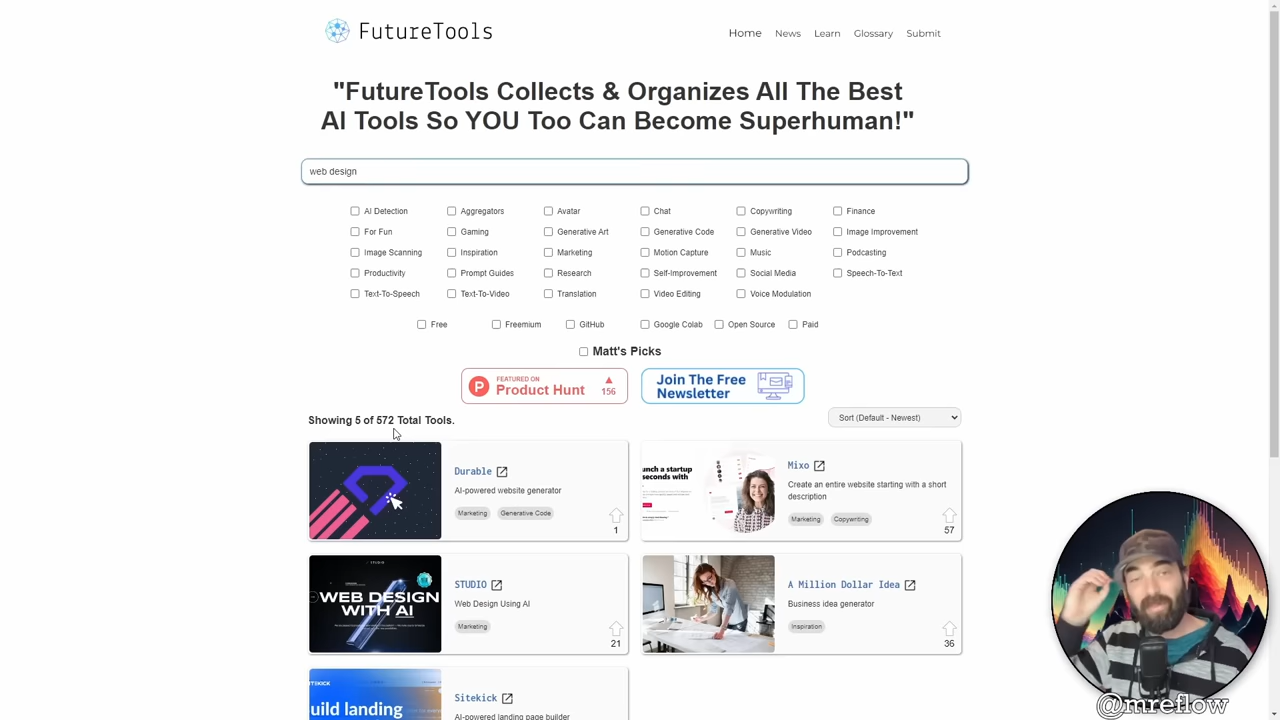 FutureTools
Home News Learn Glossary Submit
"FutureTools Collects & Organizes All The Best
AI Tools So YOU Too Can Become Superhuman!"
web design
AI Detection Aggregators Avatar Chat Copywriting Finance
For Fun Gaming Generative Art Generative Code Generative Video Image Improvement
Image Scanning Inspiration Marketing Motion Capture Music Podcasting
Productivity Prompt Guides Research Self-Improvement Social Media Speech-To-Text
Text-To-Speech Text-To-Video Translation Video Editing Voice Modulation
Free Freemium GitHub Google Colab Open Source Paid
Matt's Picks
P FEATURED ON
Product Hunt 156
Join The Free
Newsletter
Showing 5 of 572 Total Tools.
Sort (Default - Newest)
Durable
AI-powered website generator
Marketing Generative Code
1
unch a startup
seconds with
Mixo
Create an entire website starting with a short
description
Marketing Copywriting
57
STUDIO
WEB DESIGN
WITH AI
STUDIO
Web Design Using AI
Marketing
21
A Million Dollar Idea
Business idea generator
Inspiration
36
ITEKICK
uild landing
Sitekick
AI-powered landing page builder
@mreflow